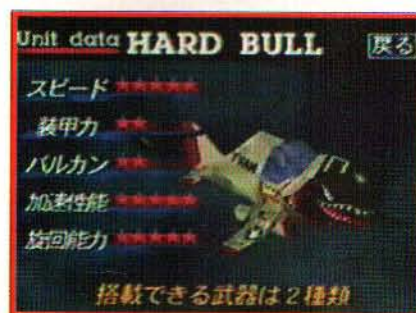 Unit data HARD BULL 戻る
スピード ★★★★★
装甲力 ★★
バルカン ★★
加速性能 ★★★★★
旋回能力 ★★★★★
搭載できる武器は2種類